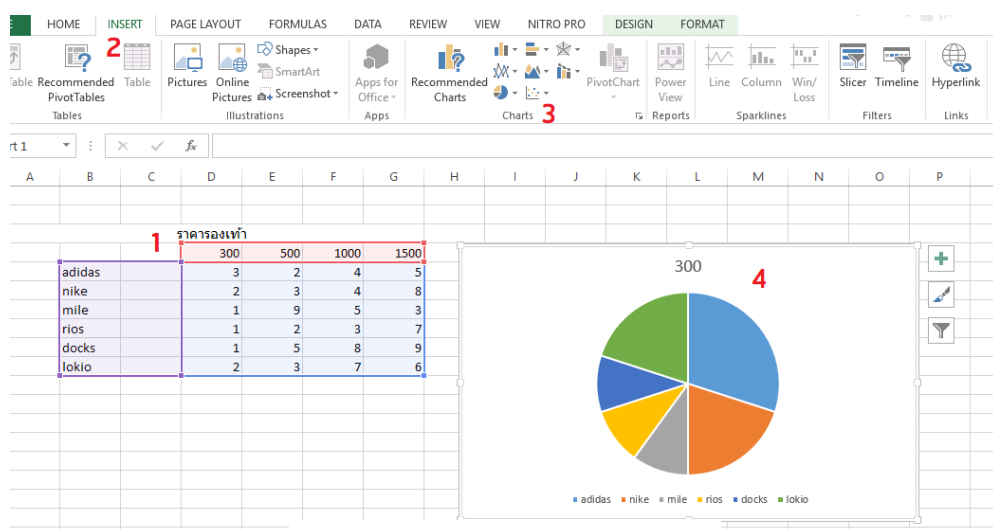 HOME INSERT PAGE LAYOUT FORMULAS DATA REVIEW VIEW NITRO PRO DESIGN FORMAT
2
Table Recommended PivotTables Table Pictures Online Pictures Shapes SmartArt Screenshot Apps for Office Recommended Charts PivotChart Power View Line Column Win/ Loss Slicer Timeline Hyperlink
Tables Illustrations Apps Charts 3 Reports Sparklines Filters Links
rt 1 fx
A B C D E F G H I J K L M N O P
ราคารองเท้า
1
300 500 1000 1500
adidas 3 2 4 5
nike 2 3 4 8
mile 1 9 5 3
rios 1 2 3 7
docks 1 5 8 9
lokio 2 3 7 6
300
4
adidas nike mile rios docks lokio